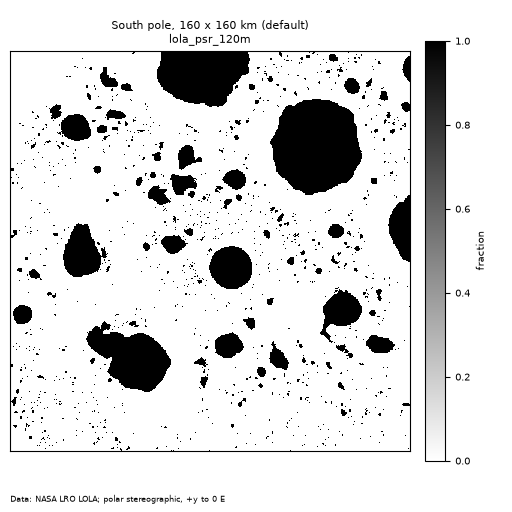 South pole, 160 x 160 km (default)
lola_psr_120m
1.0
0.8
0.6
0.4
0.2
0.0
fraction
Data: NASA LRO LOLA; polar stereographic, +y to 0 E